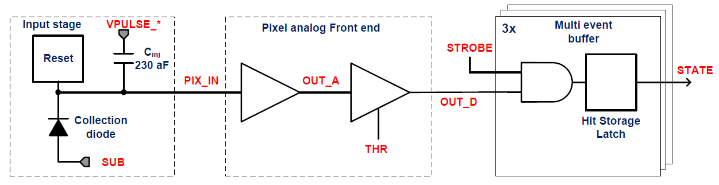 Input stage
VPULSE_*
Reset
Cinj
230 aF
Collection
diode
SUB
PIX_IN
Pixel analog Front end
OUT_A
THR
OUT_D
3x
Multi event
buffer
STROBE
Hit Storage
Latch
STATE